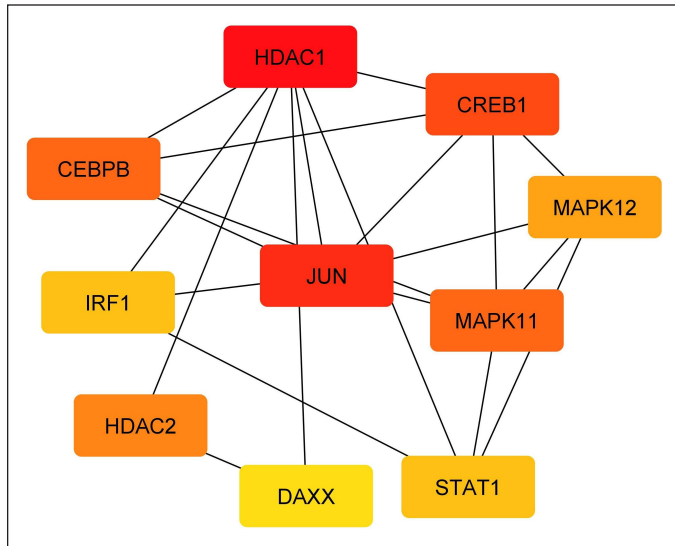 HDAC1
CREB1
CEBPB
MAPK12
JUN
IRF1
MAPK11
HDAC2
STAT1
DAXX